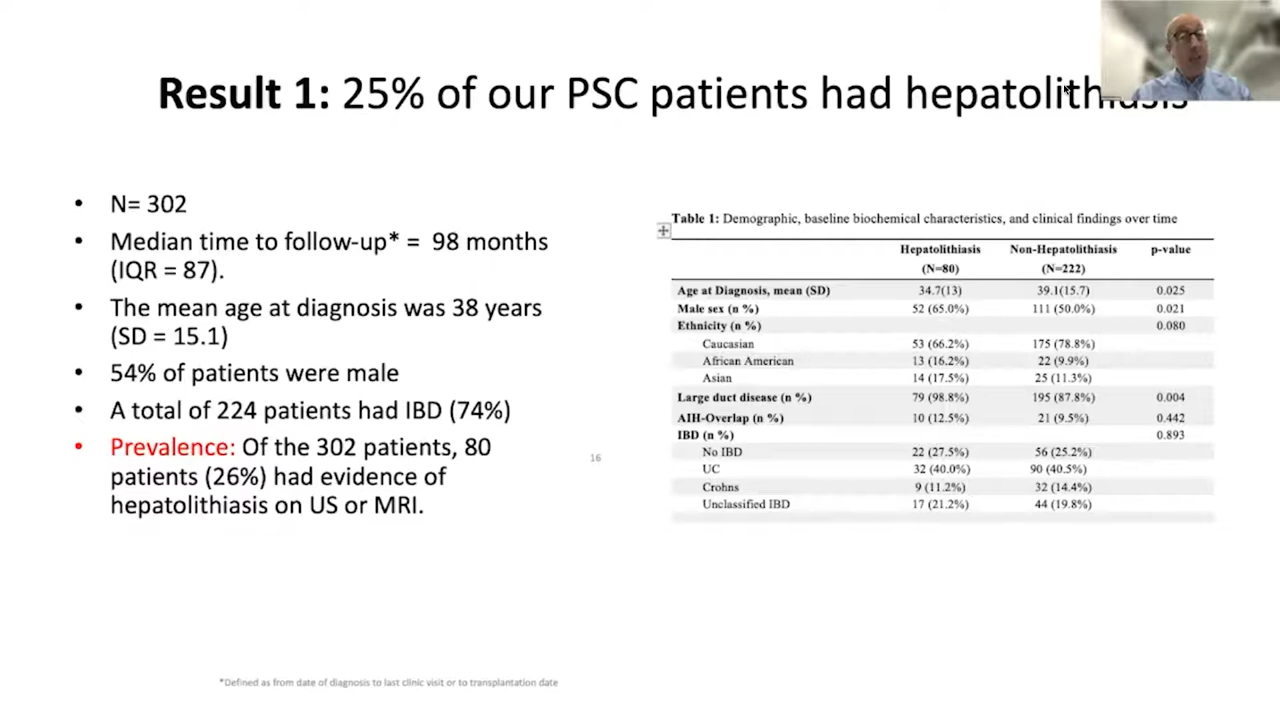 Result 1: 25% of our PSC patients had hepatolithiasis
• N= 302
• Median time to follow-up* = 98 months
(IQR = 87).
• The mean age at diagnosis was 38 years
(SD = 15.1)
• 54% of patients were male
• A total of 224 patients had IBD (74%)
• Prevalence: Of the 302 patients, 80
patients (26%) had evidence of
hepatolithiasis on US or MRI.
16
*Defined as from date of diagnosis to last clinic visit or to transplantation date
Table 1: Demographic, baseline biochemical characteristics, and clinical findings over time
Hepatolithiasis Non-Hepatolithiasis p-value
(N=80) (N=222)
Age at Diagnosis, mean (SD) 34.7(13) 39.1(15.7) 0.025
Male sex (n %) 52 (65.0%) 111 (50.0%) 0.021
Ethnicity (n %) 0.080
Caucasian 53 (66.2%) 175 (78.8%)
African American 13 (16.2%) 22 (9.9%)
Asian 14 (17.5%) 25 (11.3%)
Large duct disease (n %) 79 (98.8%) 195 (87.8%) 0.004
AIH-Overlap (n %) 10 (12.5%) 21 (9.5%) 0.442
IBD (n %) 0.893
No IBD 22 (27.5%) 56 (25.2%)
UC 32 (40.0%) 90 (40.5%)
Crohns 9 (11.2%) 32 (14.4%)
Unclassified IBD 17 (21.2%) 44 (19.8%)